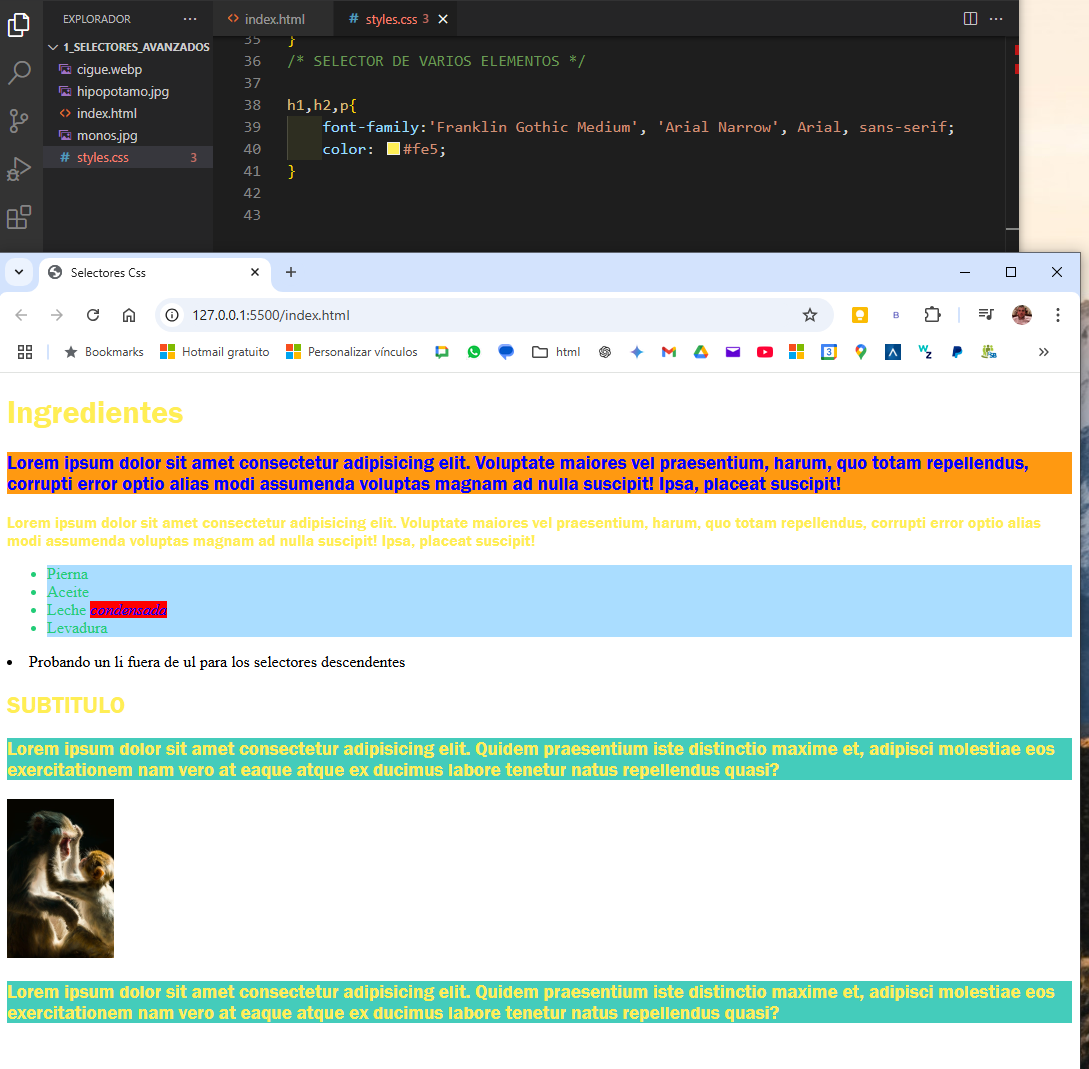 EXPLORADOR
index.html
# styles.css 3
1_SELECTORES_AVANZADOS
cigue.webp
hipopotamo.jpg
index.html
monos.jpg
# styles.css 3
35 }
36 /* SELECTOR DE VARIOS ELEMENTOS */
37
38 h1,h2,p{
39 font-family:'Franklin Gothic Medium', 'Arial Narrow', Arial, sans-serif;
40 color: #fe5;
41 }
42
43
Selectores Css
127.0.0.1:5500/index.html
Bookmarks Hotmail gratuito Personalizar vínculos html
Ingredientes
Lorem ipsum dolor sit amet consectetur adipisicing elit. Voluptate maiores vel praesentium, harum, quo totam repellendus,
corrupti error optio alias modi assumenda voluptas magnam ad nulla suscipit! Ipsa, placeat suscipit!
Lorem ipsum dolor sit amet consectetur adipisicing elit. Voluptate maiores vel praesentium, harum, quo totam repellendus, corrupti error optio alias
modi assumenda voluptas magnam ad nulla suscipit! Ipsa, placeat suscipit!
• Pierna
• Aceite
• Leche condensada
• Levadura
• Probando un li fuera de ul para los selectores descendentes
SUBTITULO
Lorem ipsum dolor sit amet consectetur adipisicing elit. Quidem praesentium iste distinctio maxime et, adipisci molestiae eos
exercitationem nam vero at eaque atque ex ducimus labore tenetur natus repellendus quasi?
Lorem ipsum dolor sit amet consectetur adipisicing elit. Quidem praesentium iste distinctio maxime et, adipisci molestiae eos
exercitationem nam vero at eaque atque ex ducimus labore tenetur natus repellendus quasi?